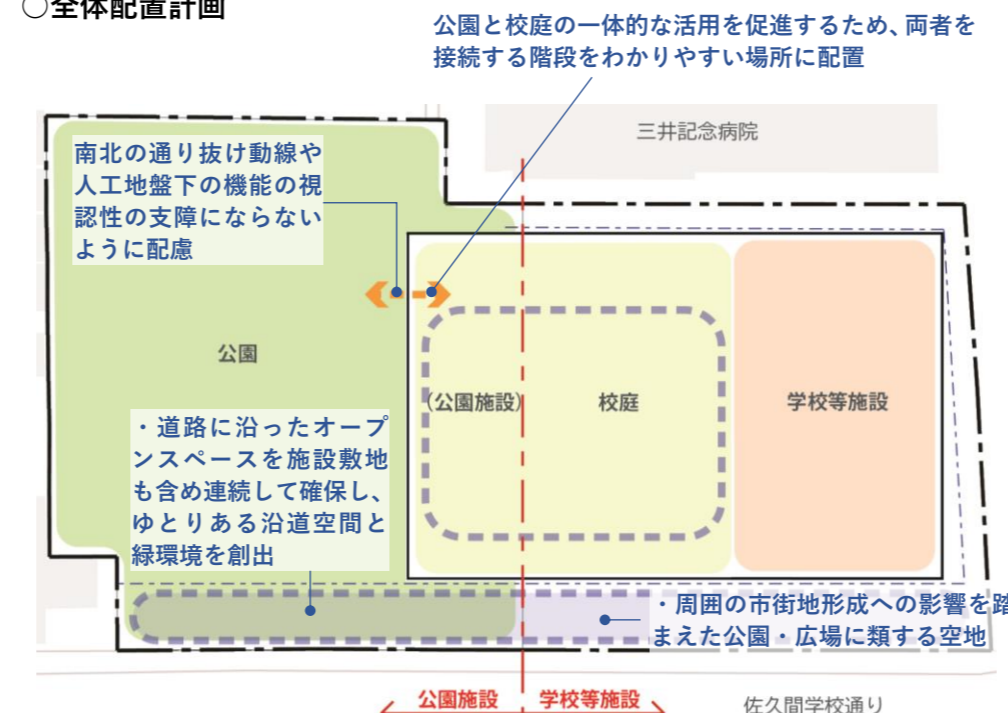 ○全体配置計画
公園と校庭の一体的な活用を促進するため、両者を
接続する階段をわかりやすい場所に配置
三井記念病院
南北の通り抜け動線や
人工地盤下の機能の視
認性の支障にならない
ように配慮
公園
(公園施設)
校庭
学校等施設
・道路に沿ったオープ
ンスペースを施設敷地
も含め連続して確保し、
ゆとりある沿道空間と
緑環境を創出
・周囲の市街地形成への影響を踏
まえた公園・広場に類する空地
公園施設
学校等施設
佐久間学校通り